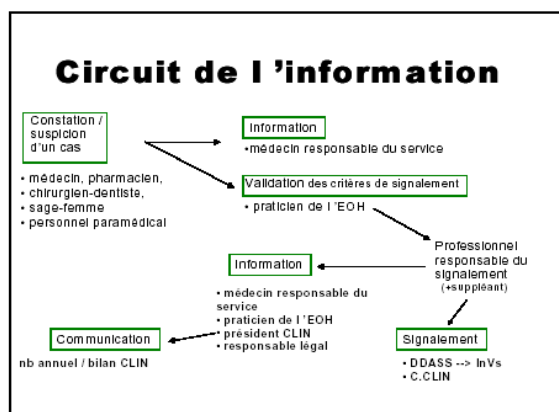 Circuit de l 'information
Constation /
suspicion
d'un cas
• médecin, pharmacien,
• chirurgien-dentiste,
• sage-femme
• personnel paramédical
Information
•médecin responsable du service
Validation des critères de signalement
• praticien de l 'EOH
Professionnel
responsable du
signalement
(+suppléant)
Information
• médecin responsable du
service
• praticien de l 'EOH
• président CLIN
• responsable légal
Communication
nb annuel / bilan CLIN
Signalement
• DDASS --> InVs
• C.CLIN